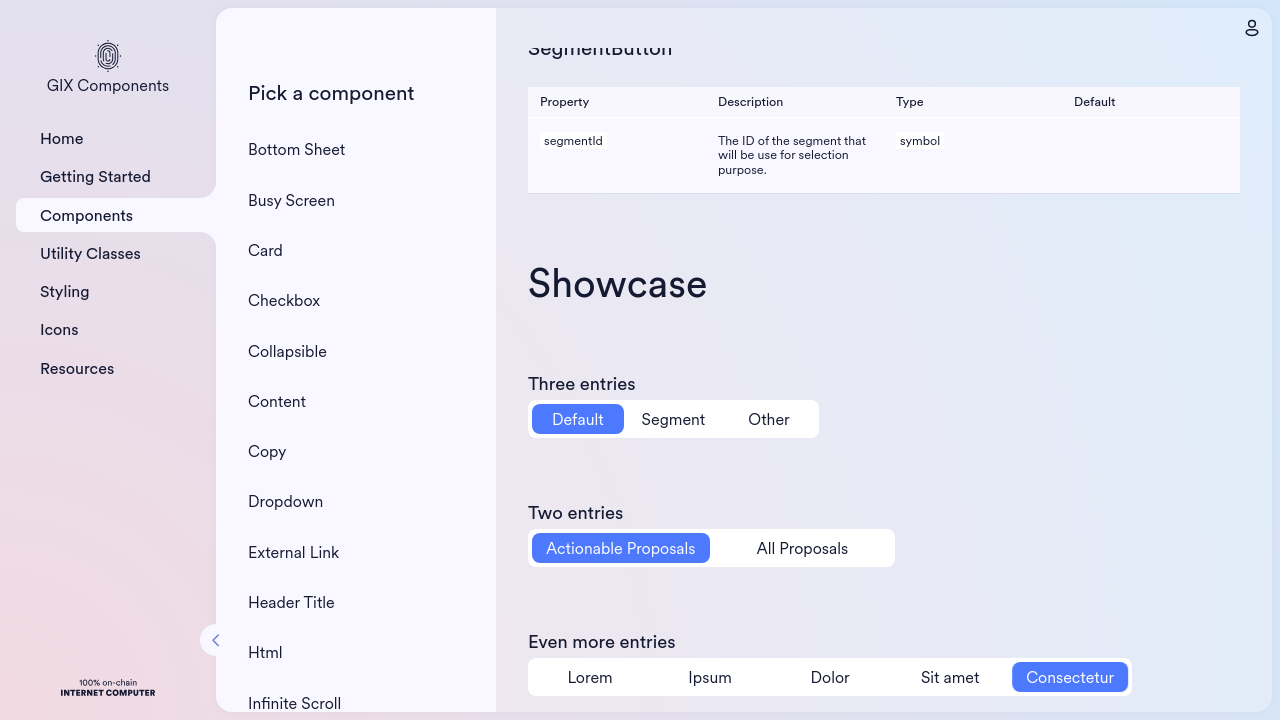 GIX Components
Home
Getting Started
Components
Utility Classes
Styling
Icons
Resources
100% on-chain
INTERNET COMPUTER
Pick a component
Bottom Sheet
Busy Screen
Card
Checkbox
Collapsible
Content
Copy
Dropdown
External Link
Header Title
Html
Infinite Scroll
SegmentButton
Property Description Type Default
segmentId The ID of the segment that symbol
will be use for selection
purpose.
Showcase
Three entries
Default Segment Other
Two entries
Actionable Proposals All Proposals
Even more entries
Lorem Ipsum Dolor Sit amet Consectetur